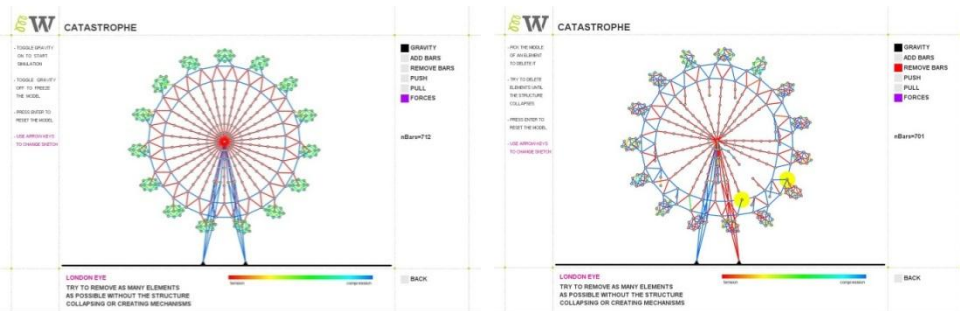 W CATASTROPHE
- TOGGLE GRAVITY
ON TO START
SIMULATION
- TOGGLE GRAVITY
OFF TO FREEZE
THE MODEL
- PRESS ENTER TO
RESET THE MODEL
- USE ARROW KEYS
TO CHANGE SKETCH
GRAVITY
ADD BARS
REMOVE BARS
PUSH
PULL
FORCES
nBars=712
LONDON EYE
TRY TO REMOVE AS MANY ELEMENTS
AS POSSIBLE WITHOUT THE STRUCTURE
COLLAPSING OR CREATING MECHANISMS
tension
compression
BACK
W CATASTROPHE
- PICK THE MIDDLE
OF AN ELEMENT
TO DELETE IT
- TRY TO DELETE
ELEMENTS UNTIL
THE STRUCTURE
COLLAPSES
- PRESS ENTER TO
RESET THE MODEL
- USE ARROW KEYS
TO CHANGE SKETCH
GRAVITY
ADD BARS
REMOVE BARS
PUSH
PULL
FORCES
nBars=701
LONDON EYE
TRY TO REMOVE AS MANY ELEMENTS
AS POSSIBLE WITHOUT THE STRUCTURE
COLLAPSING OR CREATING MECHANISMS
tension
compression
BACK